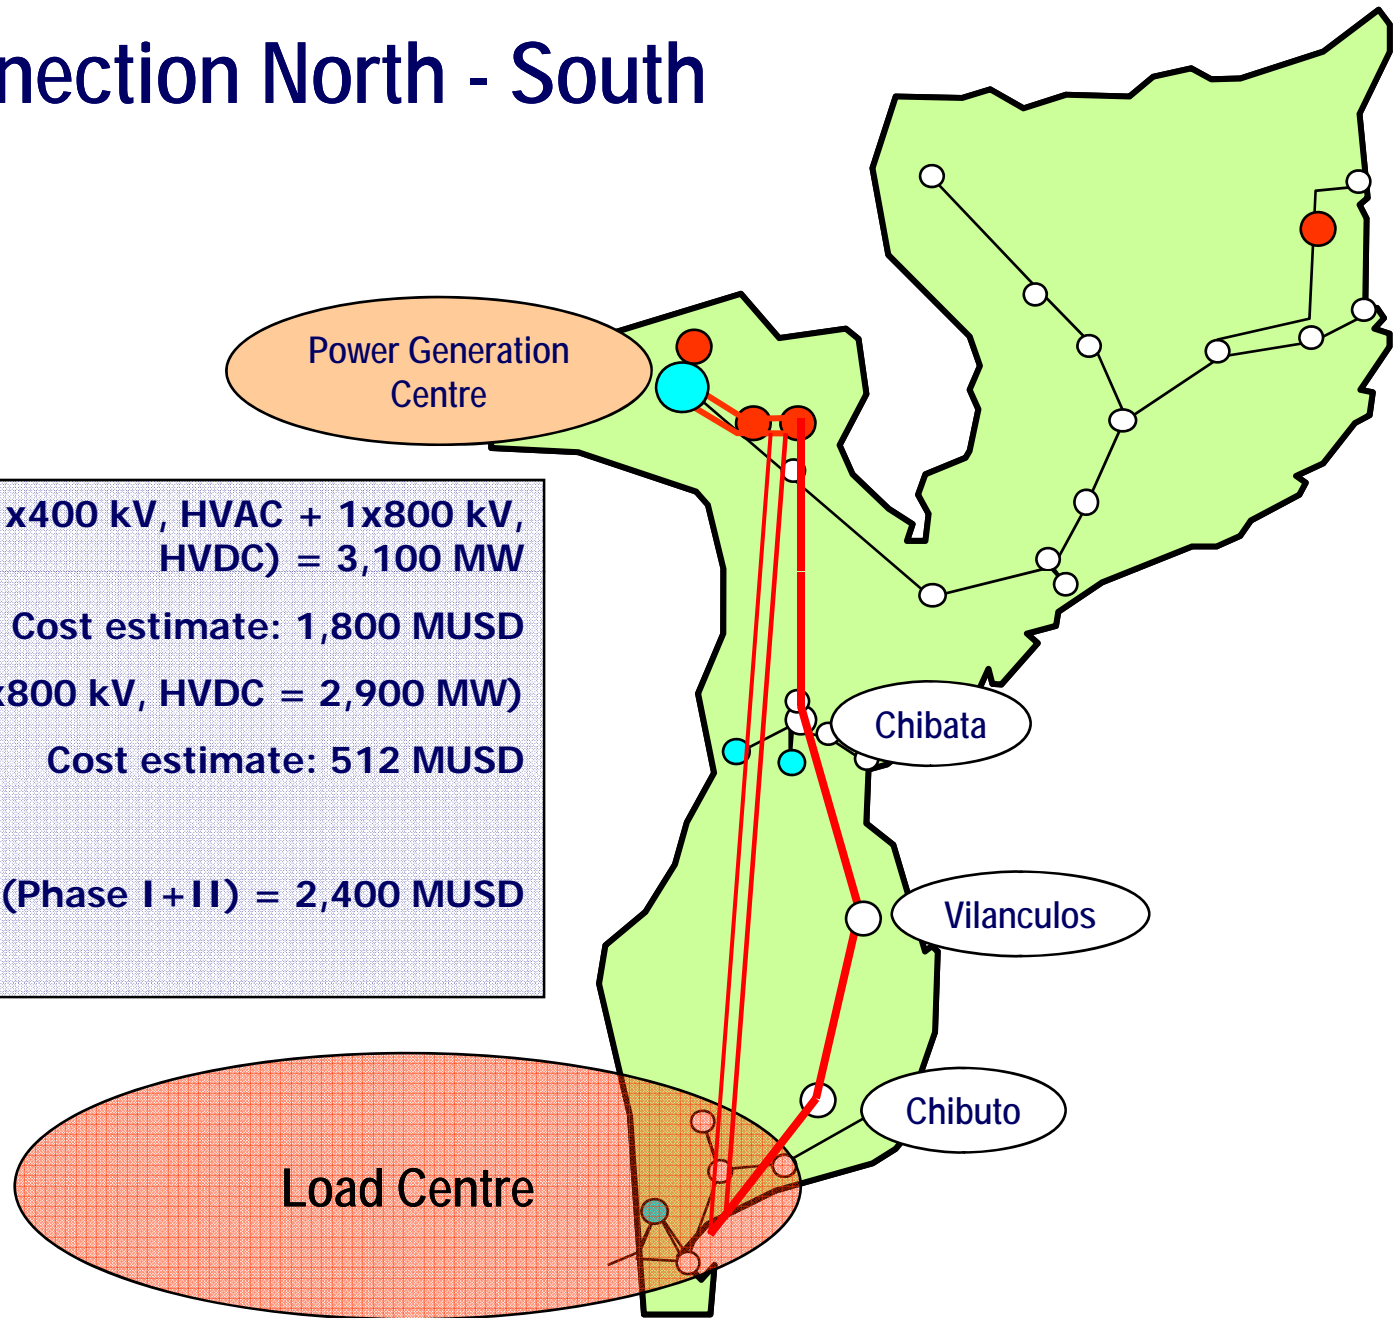 nection North - South
Power Generation
Centre
x400 kV, HVAC + 1x800 kV,
HVDC) = 3,100 MW
Cost estimate: 1,800 MUSD
x800 kV, HVDC = 2,900 MW)
Cost estimate: 512 MUSD
(Phase I+II) = 2,400 MUSD
Chibata
Vilanculos
Chibuto
Load Centre